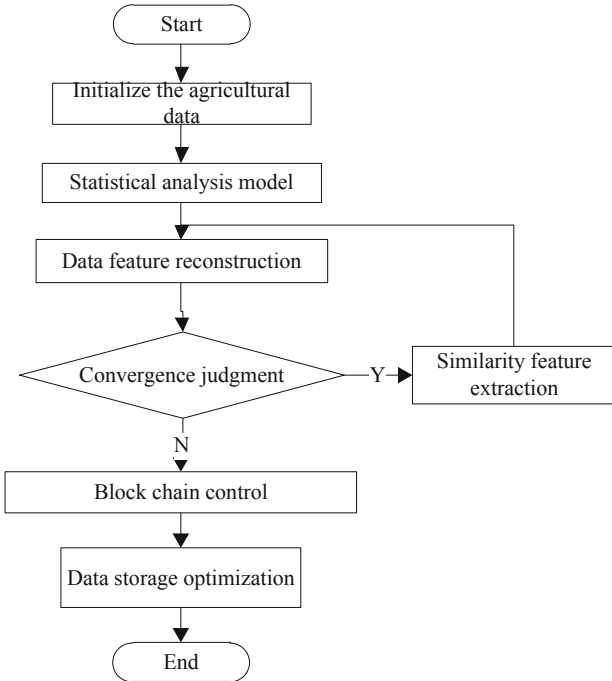 Start
Initialize the agricultural
data
Statistical analysis model
Data feature reconstruction
Convergence judgment
Y
Similarity feature
extraction
N
Block chain control
Data storage optimization
End